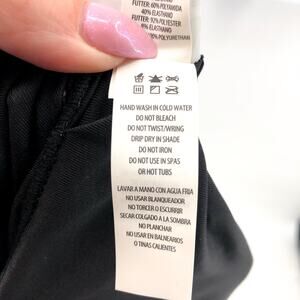 FUTTER: 60% POLYAMIDA
40% ELASTHAN
FUTTER: 92% POLYESTER
8% ELASTHAN
POLYURETHAN
HAND WASH IN COLD WATER
DO NOT BLEACH
DO NOT TWIST/WRING
DRIP DRY IN SHADE
DO NOT IRON
DO NOT USE IN SPAS
OR HOT TUBS
LAVAR A MANO CON AGUA FRIA
NO USAR BLANQUEADOR
NO TORCER O ESCURRIR
SECAR COLGADO A LA SOMBRA
NO PLANCHAR
NO USAR EN BALNEARIOS
O TINAS CALIENTES